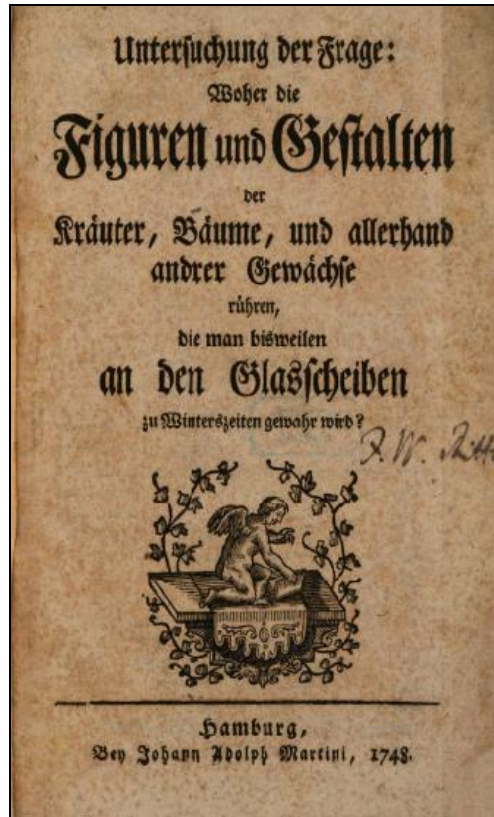 Untersuchung der Frage:
Woher die
Figuren und Gestalten
der
Kräuter, Bäume, und allerhand
andrer Gewächse
rühren,
die man bisweilen
an den Glasscheiben
zu Winterszeiten gewahr wird?
J. W. Ritt
Hamburg,
Bey Johann Adolph Martini, 1748.